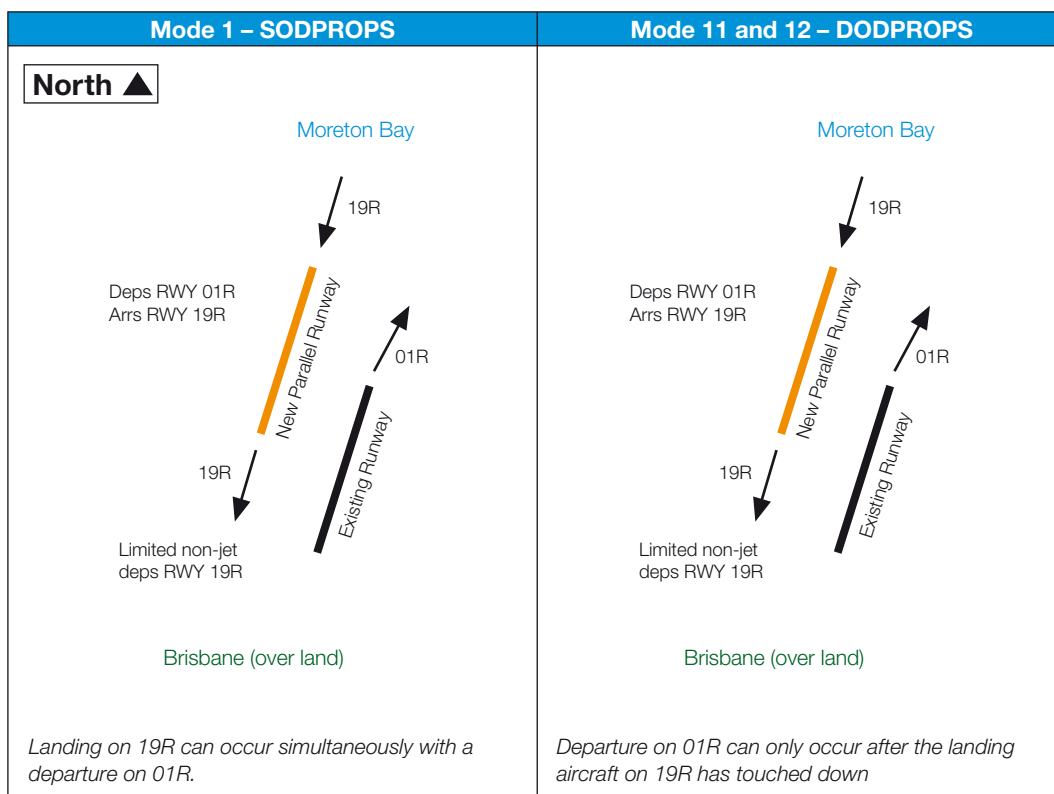 Mode 1 – SODPROPS
North ▲
Moreton Bay
19R
Deps RWY 01R
Arrs RWY 19R
New Parallel Runway
01R
19R
Existing Runway
Limited non-jet
deps RWY 19R
Brisbane (over land)
Landing on 19R can occur simultaneously with a
departure on 01R.
Mode 11 and 12 – DODPROPS
Moreton Bay
19R
Deps RWY 01R
Arrs RWY 19R
New Parallel Runway
01R
19R
Existing Runway
Limited non-jet
deps RWY 19R
Brisbane (over land)
Departure on 01R can only occur after the landing
aircraft on 19R has touched down